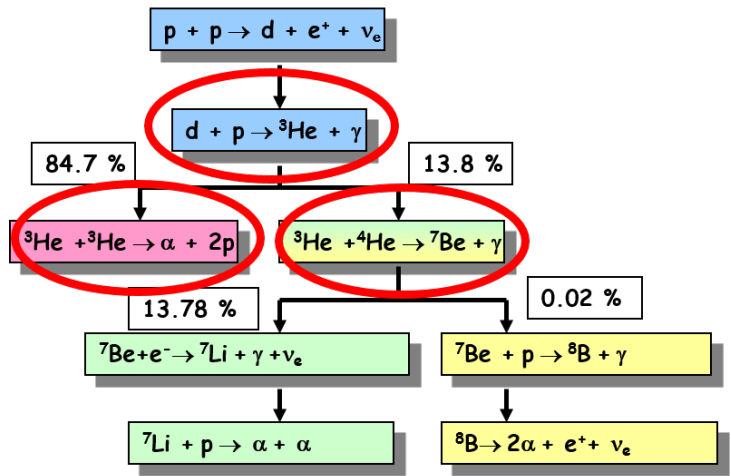 p + p → d + e⁺ + νₑ
d + p → ³He + γ
84.7 %
13.8 %
³He +³He → α + 2p
³He +⁴He → ⁷Be + γ
13.78 %
0.02 %
⁷Be+e⁻→ ⁷Li + γ +νₑ
⁷Be + p → ⁸B + γ
⁷Li + p → α + α
⁸B→ 2α + e⁺+ νₑ